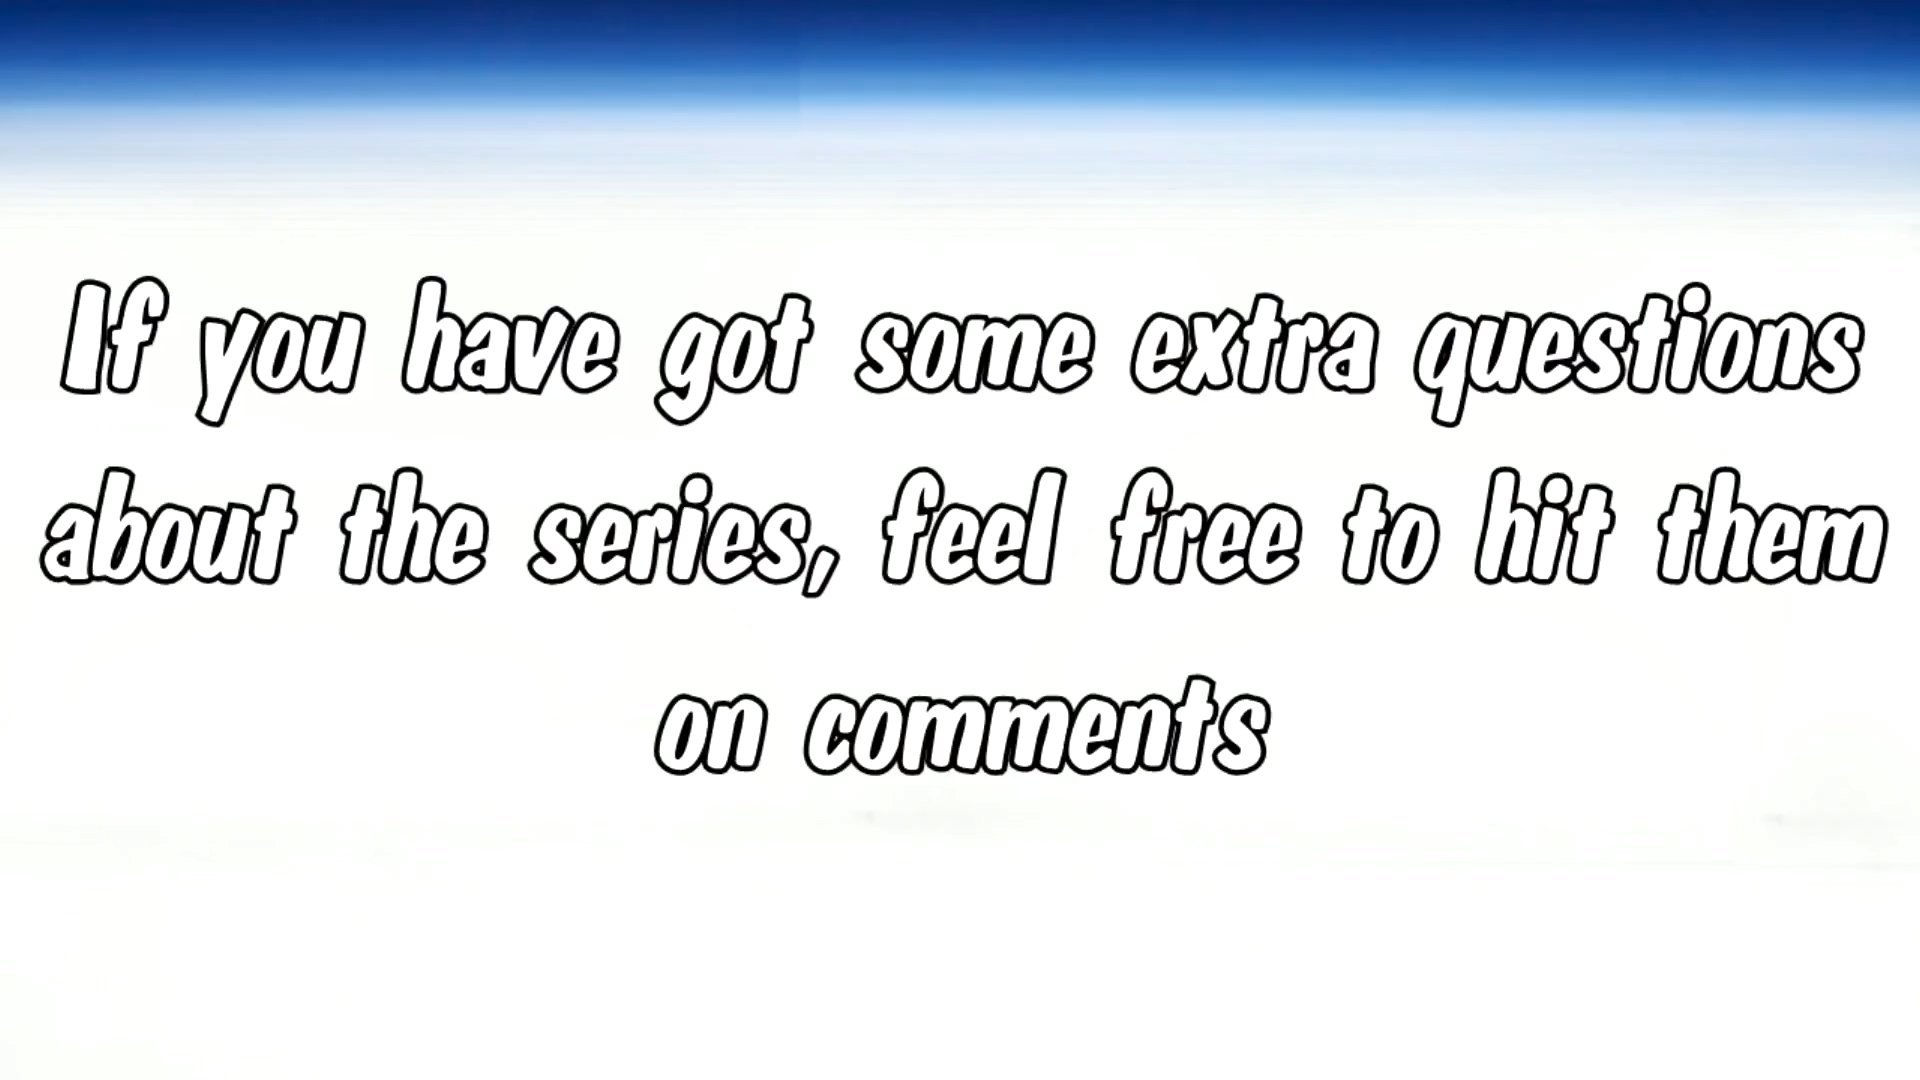 If you have got some extra questions
about the series, feel free to hit them
on comments